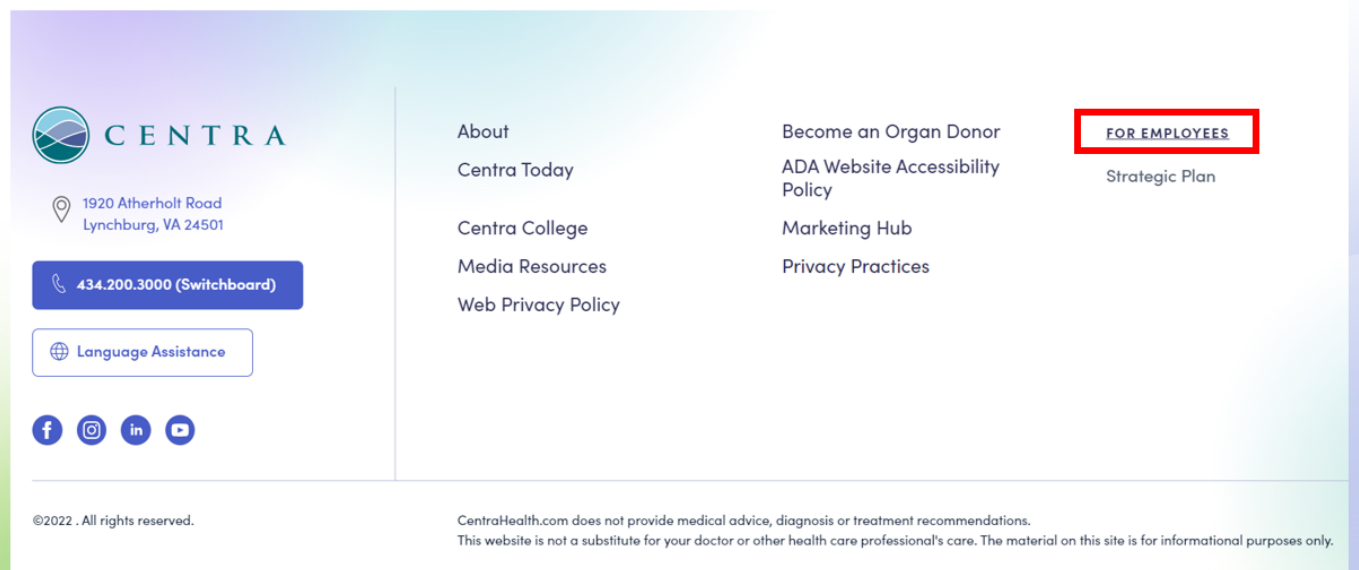 CENTRA
1920 Atherholt Road
Lynchburg, VA 24501
434.200.3000 (Switchboard)
Language Assistance
in
About
Centra Today
Centra College
Media Resources
Web Privacy Policy
Become an Organ Donor
ADA Website Accessibility
Policy
Marketing Hub
Privacy Practices
FOR EMPLOYEES
Strategic Plan
©2022 . All rights reserved.
CentraHealth.com does not provide medical advice, diagnosis or treatment recommendations.
This website is not a substitute for your doctor or other health care professional's care. The material on this site is for informational purposes only.